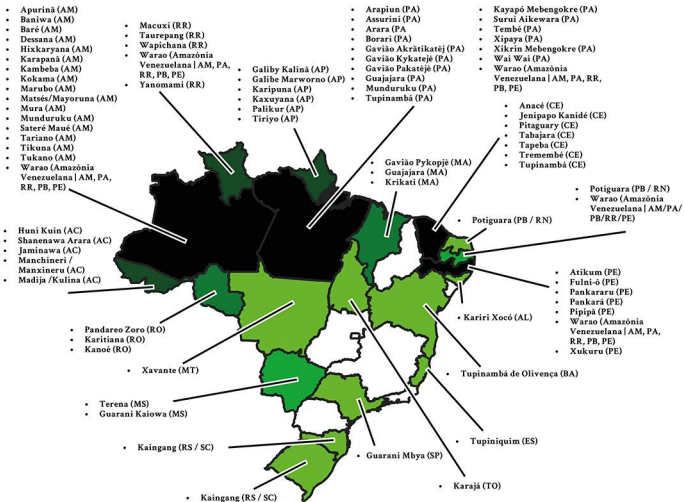 • Apurinã (AM)
• Baniwa (AM)
• Baré (AM)
• Dessana (AM)
• Hixkaryana (AM)
• Karapanã (AM)
• Kambeba (AM)
• Kokama (AM)
• Marubo (AM)
• Matsés/Mayoruna (AM)
• Mura (AM)
• Munduruku (AM)
• Sateré Maué (AM)
• Tariano (AM)
• Tikuna (AM)
• Tukano (AM)
• Warao (Amazônia
Venezuelana | AM, PA,
RR, PB, PE)
• Macuxi (RR)
• Taurepang (RR)
• Wapichana (RR)
• Warao (Amazônia
Venezuelana | AM, PA,
RR, PB, PE)
• Yanomami (RR)
• Galiby Kalinã (AP)
• Galibe Marworno (AP)
• Karipuna (AP)
• Kaxuyana (AP)
• Palikur (AP)
• Tiriyo (AP)
• Arapiun (PA)
• Assurini (PA)
• Arara (PA)
• Borari (PA)
• Gavião Akrãtikatêj (PA)
• Gavião Kykatejê (PA)
• Gavião Pakatêjê (PA)
• Guajajara (PA)
• Munduruku (PA)
• Tupinambá (PA)
• Kayapó Mebengokre (PA)
• Surui Aikewara (PA)
• Tembé (PA)
• Xipaya (PA)
• Xikrin Mebengokre (PA)
• Wai Wai (PA)
• Warao (Amazônia
Venezuelana | AM, PA, RR,
PB, PE)
• Anacé (CE)
• Jenipapo Kanidé (CE)
• Pitaguary (CE)
• Tabajara (CE)
• Tapeba (CE)
• Tremembé (CE)
• Tupinambá (CE)
• Gavião Pykopjê (MA)
• Guajajara (MA)
• Krikati (MA)
• Potiguara (PB / RN)
• Warao (Amazônia
Venezuelana | AM/PA/
PB/RR/PE)
• Potiguara (PB / RN)
• Huni Kuin (AC)
• Shanenawa Arara (AC)
• Jaminawa (AC)
• Manchineri /
Manxineru (AC)
• Madija /Kulina (AC)
• Atikum (PE)
• Fulni-ô (PE)
• Pankararu (PE)
• Pankará (PE)
• Pipipã (PE)
• Warao (Amazônia
Venezuelana | AM, PA,
RR, PB, PE)
• Xukuru (PE)
• Kariri Xocó (AL)
• Pandareo Zoro (RO)
• Karitiana (RO)
• Kanoê (RO)
• Xavante (MT)
• Tupinambá de Olivença (BA)
• Terena (MS)
• Guarani Kaiowa (MS)
• Tupiniquim (ES)
• Kaingang (RS / SC)
• Guarani Mbya (SP)
• Karajá (TO)
• Kaingang (RS / SC)